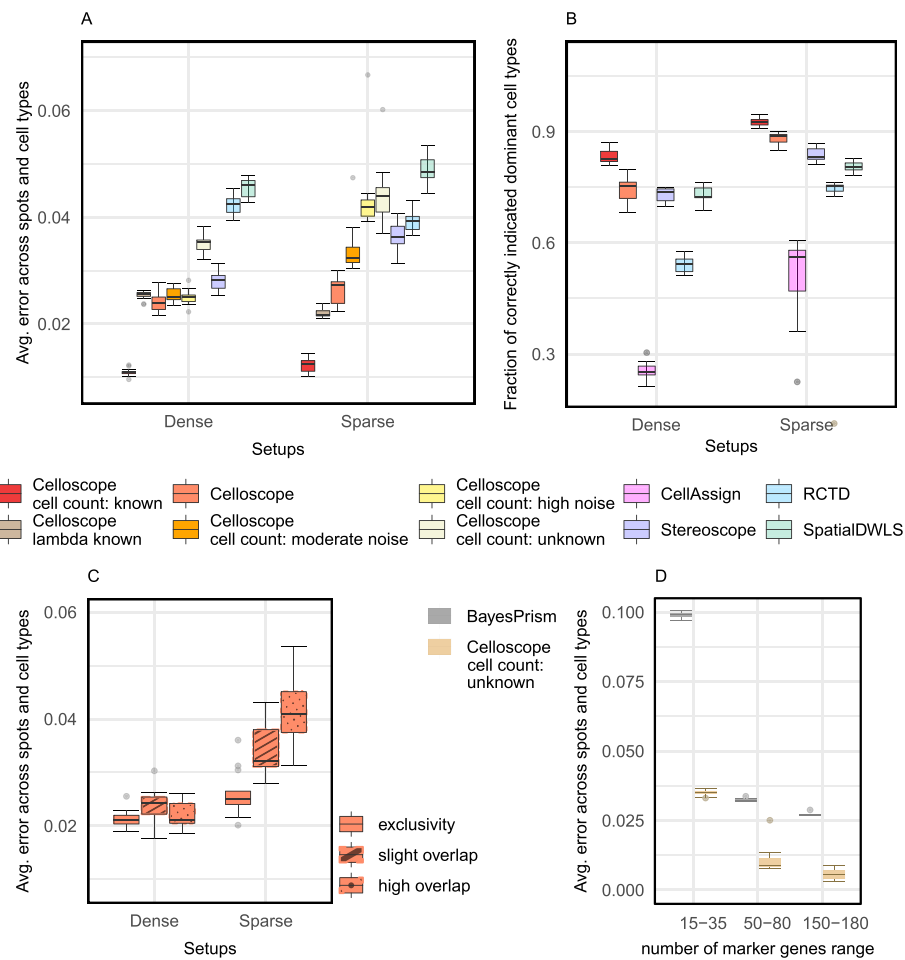 A
B
Avg. error across spots and cell types
0.06
0.04
0.02
Dense
Sparse
Setups
Fraction of correctly indicated dominant cell types
0.9
0.6
0.3
Dense
Sparse
Setups
Celloscope
cell count: known
Celloscope
Celloscope
cell count: high noise
CellAssign
RCTD
Celloscope
lambda known
Celloscope
cell count: moderate noise
Celloscope
cell count: unknown
Stereoscope
SpatialDWLS
C
D
Avg. error across spots and cell types
0.06
0.04
0.02
Dense
Sparse
Setups
exclusivity
slight overlap
high overlap
BayesPrism
Celloscope
cell count:
unknown
Avg. error across spots and cell types
0.100
0.075
0.050
0.025
0.000
15−35
50−80
150−180
number of marker genes range